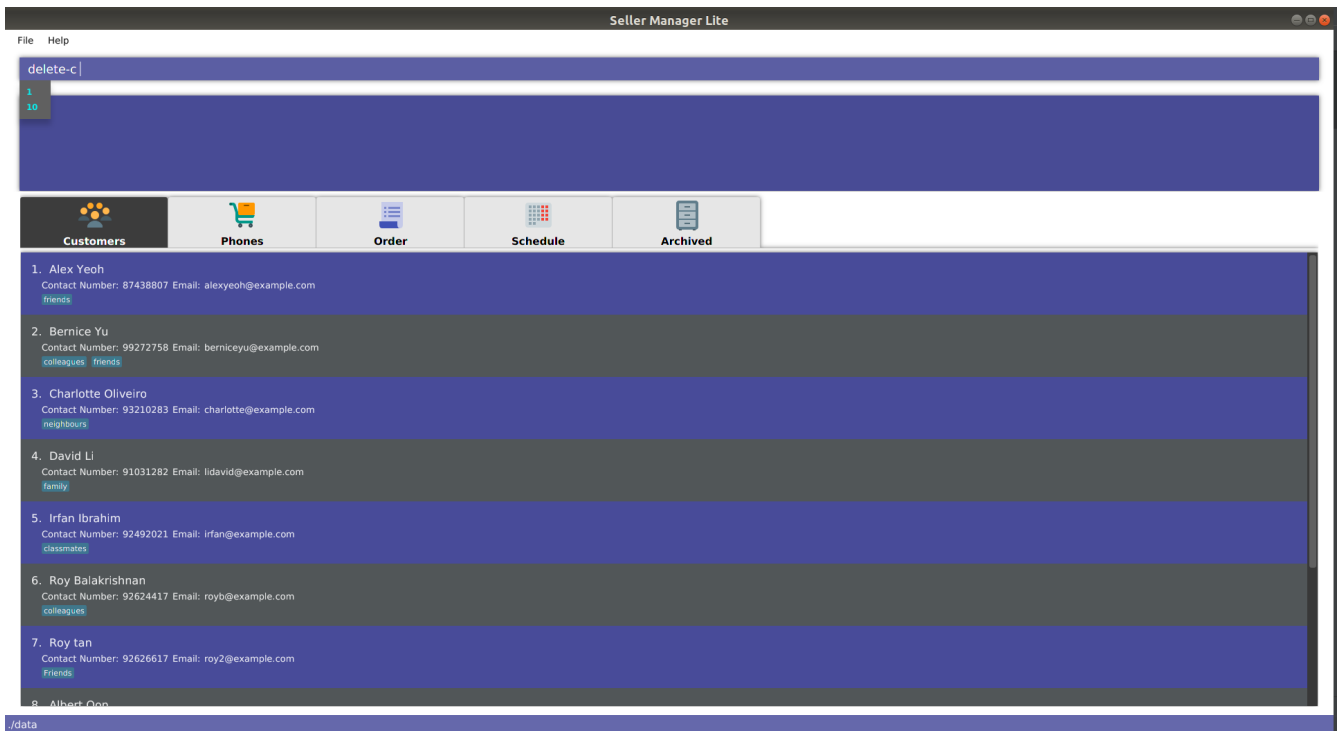 Seller Manager Lite
File Help
delete-c
1
10
Customers Phones Order Schedule Archived
1. Alex Yeoh
Contact Number: 87438807 Email: alexyeoh@example.com
friends
2. Bernice Yu
Contact Number: 99272758 Email: berniceyu@example.com
colleagues friends
3. Charlotte Oliveiro
Contact Number: 93210283 Email: charlotte@example.com
neighbours
4. David Li
Contact Number: 91031282 Email: lidavid@example.com
family
5. Irfan Ibrahim
Contact Number: 92492021 Email: irfan@example.com
classmates
6. Roy Balakrishnan
Contact Number: 92624417 Email: royb@example.com
colleagues
7. Roy tan
Contact Number: 92626617 Email: roy2@example.com
Friends
8. Albert Oon
./data